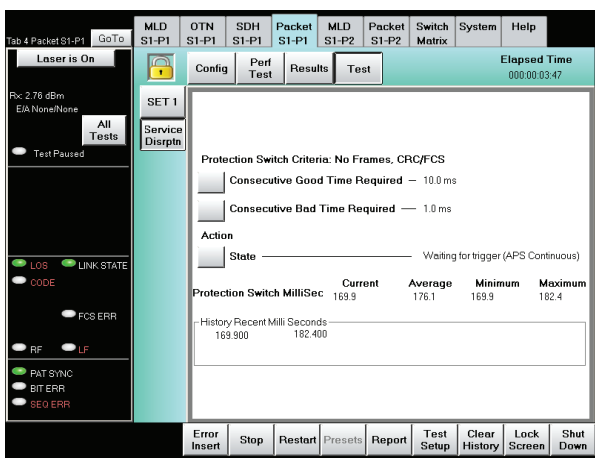 Tab 4 Packet S1-P1 GoTo
MLD S1-P1
OTN S1-P1
SDH S1-P1
Packet S1-P1
MLD S1-P2
Packet S1-P2
Switch Matrix
System
Help
Laser is On
Config
Perf Test
Results
Test
Elapsed Time
000:00:03:47
Rx: 2.76 dBm
E/A None/None
All Tests
Test Paused
SET 1
Service Disrptn
Protection Switch Criteria: No Frames, CRC/FCS
Consecutive Good Time Required – 10.0 ms
Consecutive Bad Time Required — 1.0 ms
Action
State — Waiting for trigger (APS Continuous)
Current Average Minimum Maximum
Protection Switch MilliSec 169.9 176.1 169.9 182.4
History Recent Milli Seconds
169.900 182.400
LOS LINK STATE
CODE
FCS ERR
RF LF
PAT SYNC
BIT ERR
SEQ ERR
Error Insert
Stop
Restart
Presets
Report
Test Setup
Clear History
Lock Screen
Shut Down